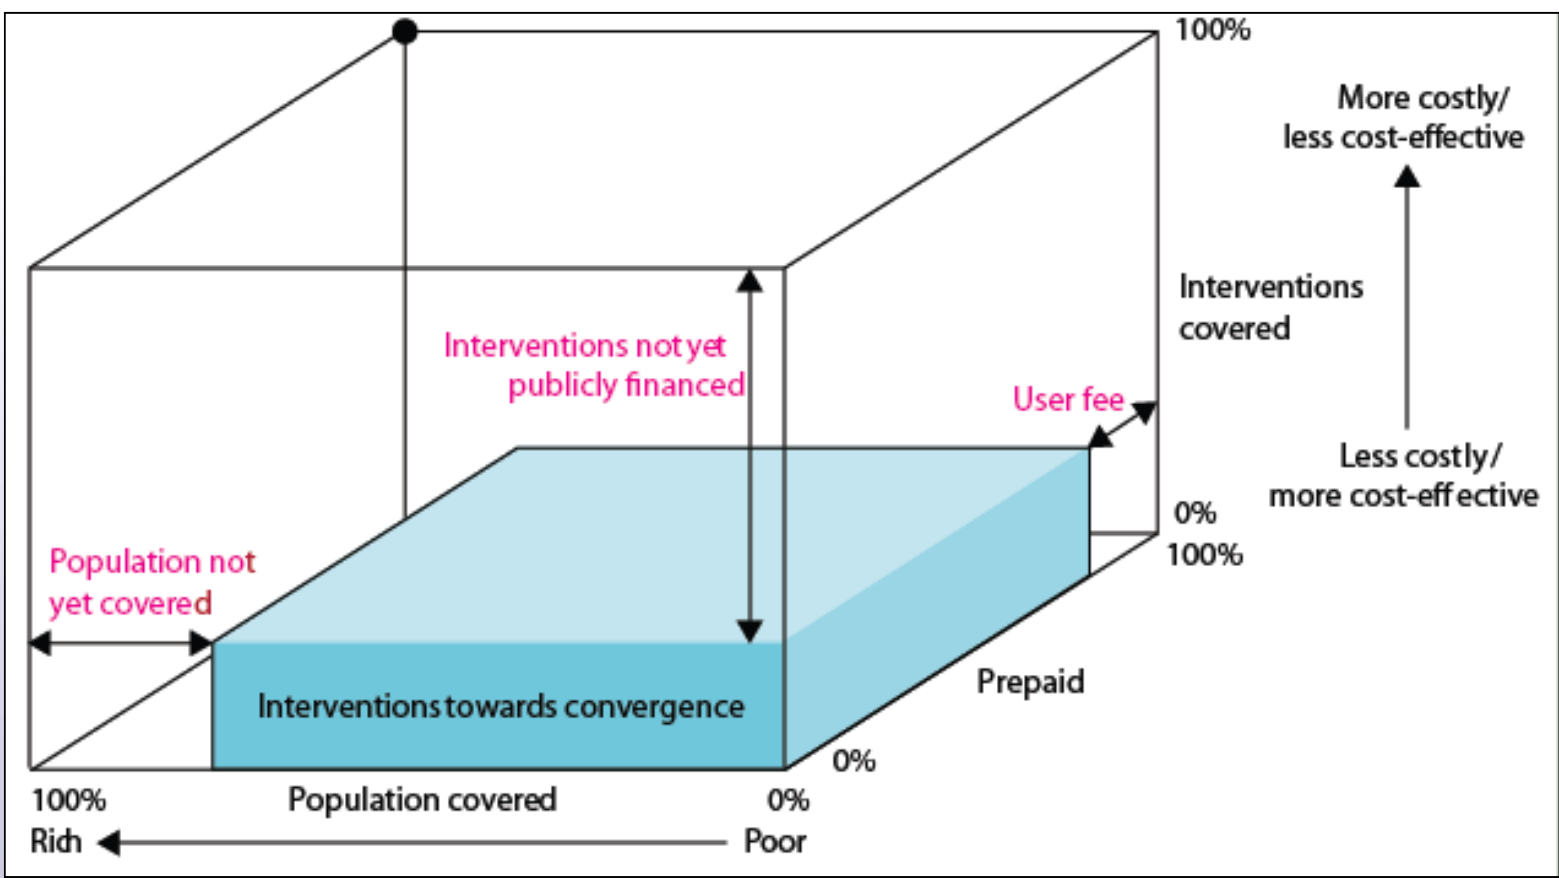 100%
More costly/
less cost-effective
Interventions
covered
Interventions not yet
publicly financed
User fee
Less costly/
more cost-effective
0%
100%
Population not
yet covered
Prepaid
Interventions towards convergence
0%
100%
Population covered
0%
Rich
Poor